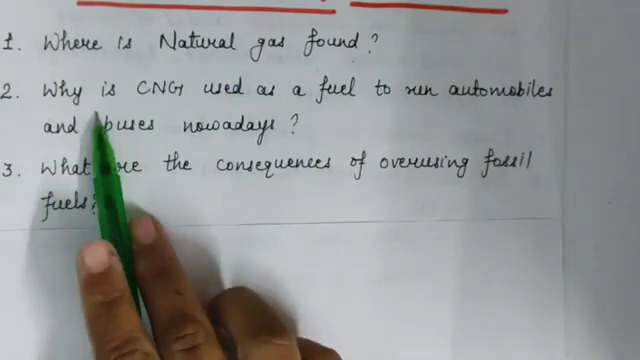 1. Where is Natural gas found?
2. Why is CNG used as a fuel to run automobiles
and buses nowadays?
3. What are the consequences of overusing fossil
fuels?